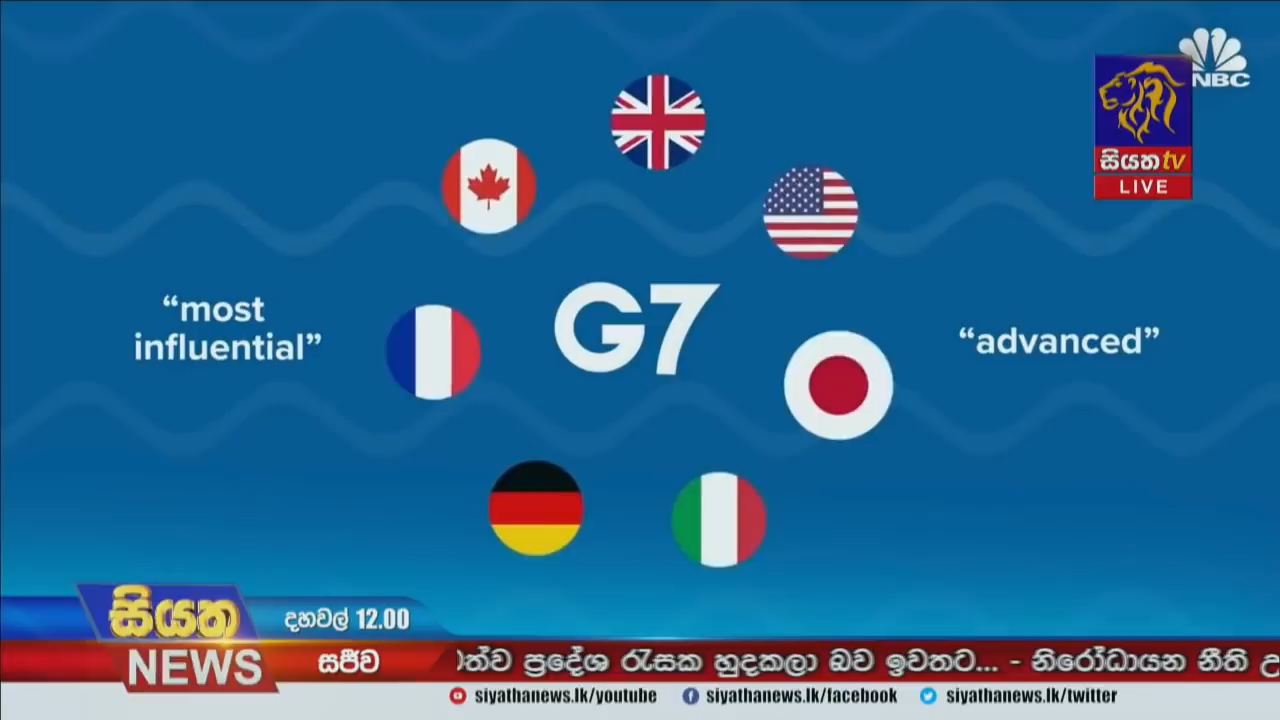 NBC
සියත tv
LIVE
“most
influential”
G7
“advanced”
සියත
NEWS
දහවල් 12.00
සජීව
ත්ව ප්‍රදේශ රැසක හුදකලා බව ඉවතට... - නිරෝධායන නීති උ
siyathanews.lk/youtube siyathanews.lk/facebook siyathanews.lk/twitter